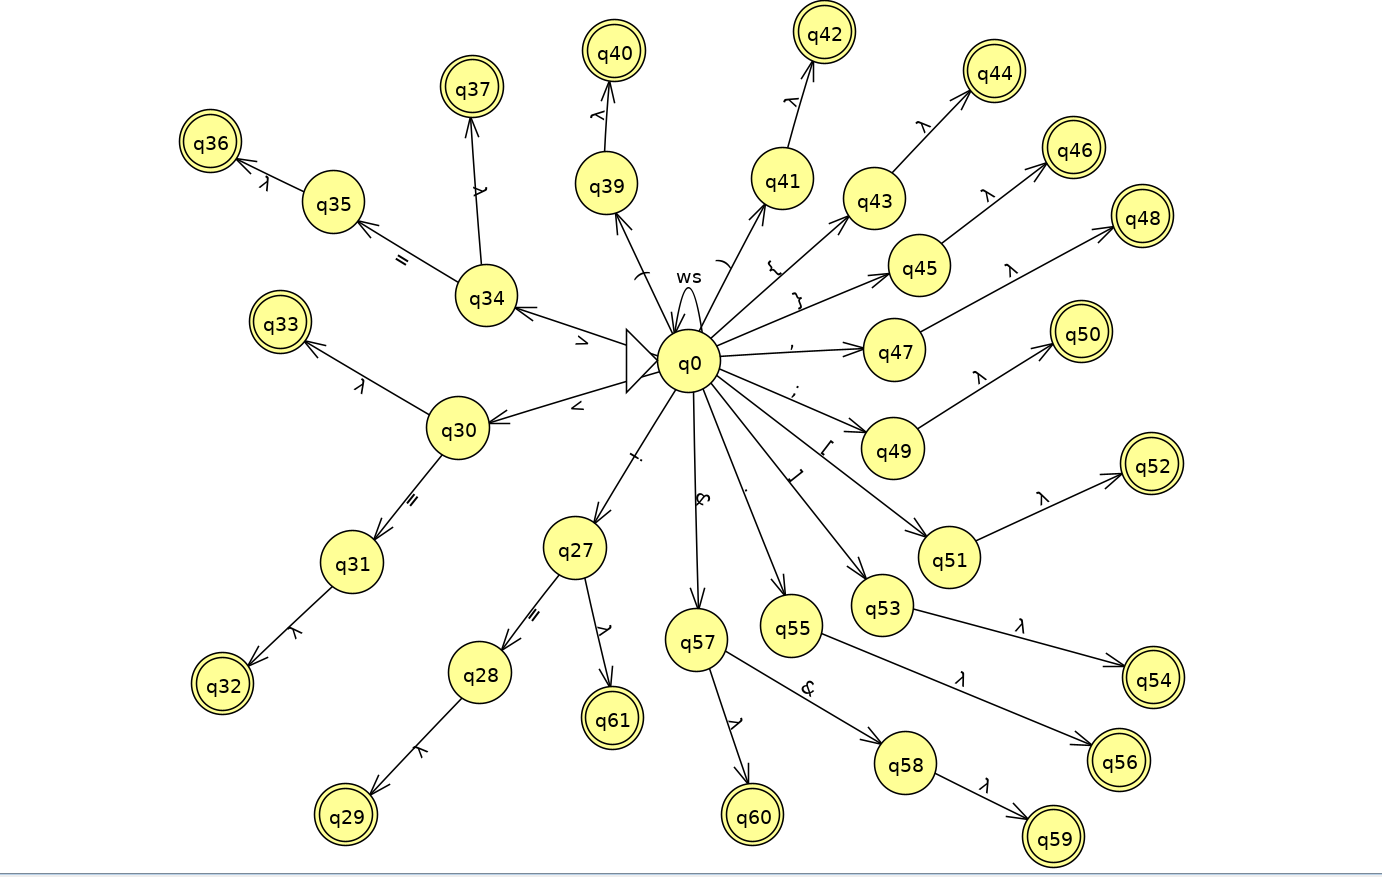 q42
q40
q44
q37
λ
λ
λ
q36
λ
q46
λ
q39
q41
λ
λ
q35
q43
q48
=
(
)
{
q45
λ
ws
q34
}
q33
<
,
q47
q50
q0
λ
>
λ
;
q30
!
[
q49
]
q52
=
&
.
λ
q27
q31
q51
λ
=
λ
q53
λ
q57
q55
q28
λ
q54
q32
&
λ
λ
q61
λ
q58
q56
λ
q29
q60
q59